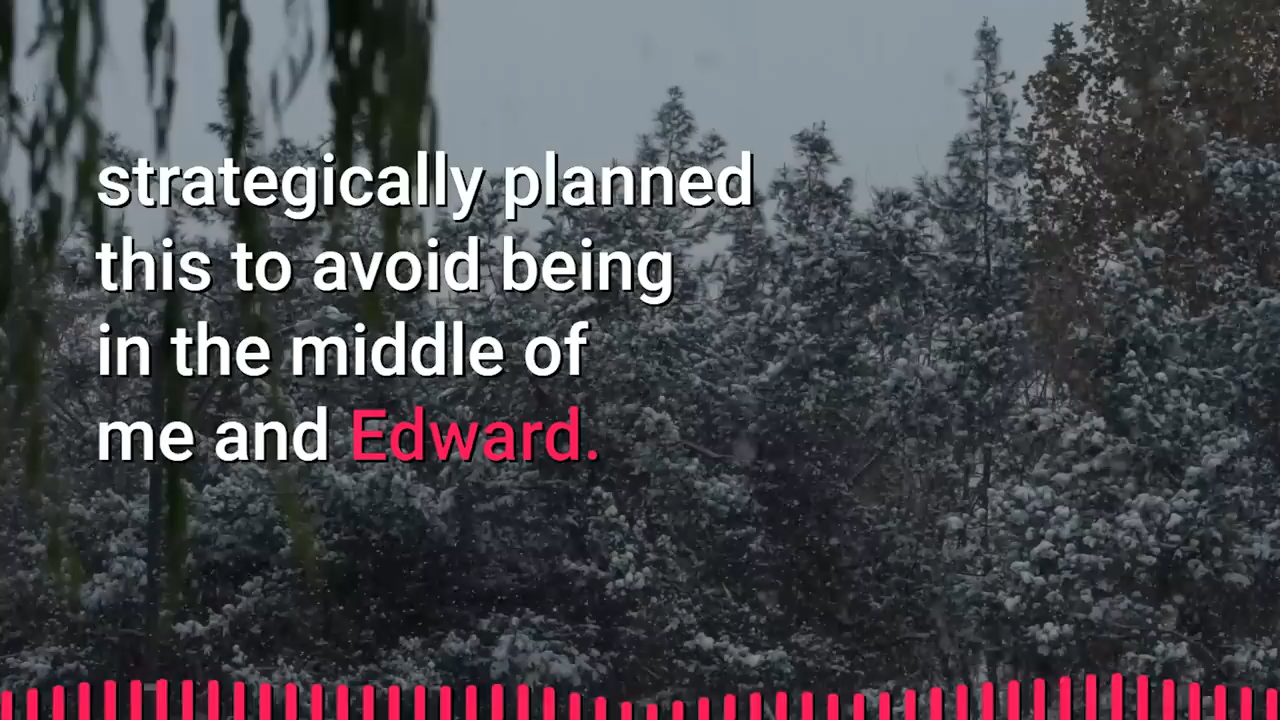 strategically planned
this to avoid being
in the middle of
me and Edward.